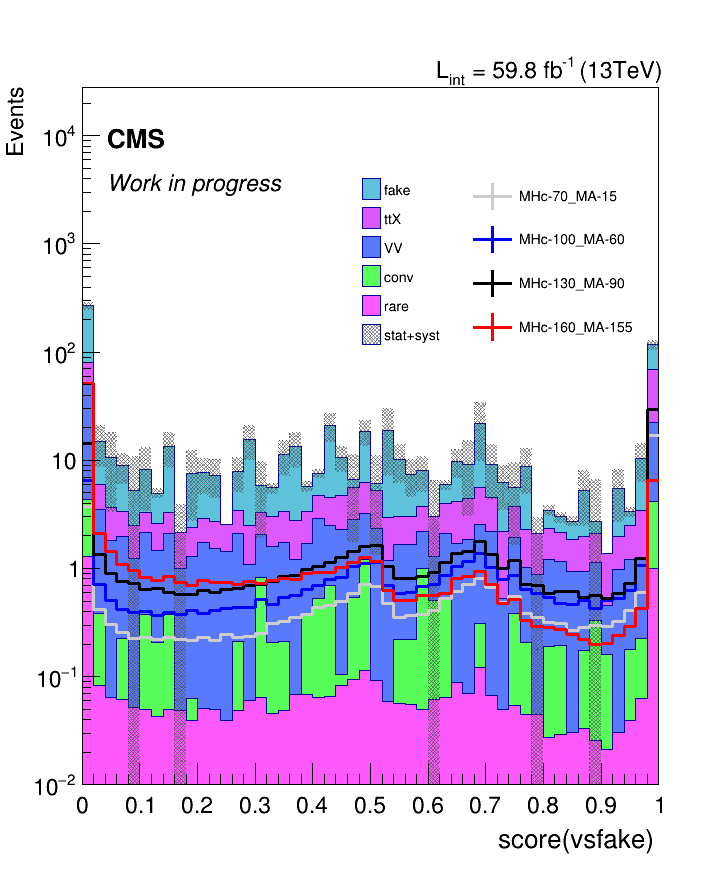 L_int = 59.8 fb^-1 (13TeV)
Events
CMS
Work in progress
fake
ttX
VV
conv
rare
stat+syst
MHc-70_MA-15
MHc-100_MA-60
MHc-130_MA-90
MHc-160_MA-155
10^4
10^3
10^2
10
1
10^−1
10^−2
0 0.1 0.2 0.3 0.4 0.5 0.6 0.7 0.8 0.9 1
score(vsfake)